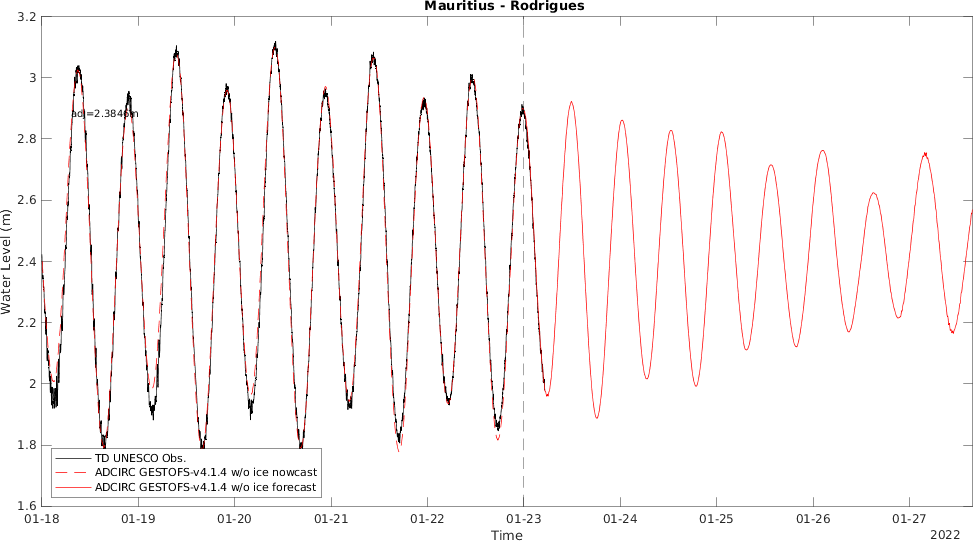 Mauritius - Rodrigues
3.2
3
2.8
2.6
2.4
2.2
2
1.8
1.6
Water Level (m)
adj=2.3846m
TD UNESCO Obs.
ADCIRC GESTOFS-v4.1.4 w/o ice nowcast
ADCIRC GESTOFS-v4.1.4 w/o ice forecast
01-18 01-19 01-20 01-21 01-22 01-23 01-24 01-25 01-26 01-27
Time
2022